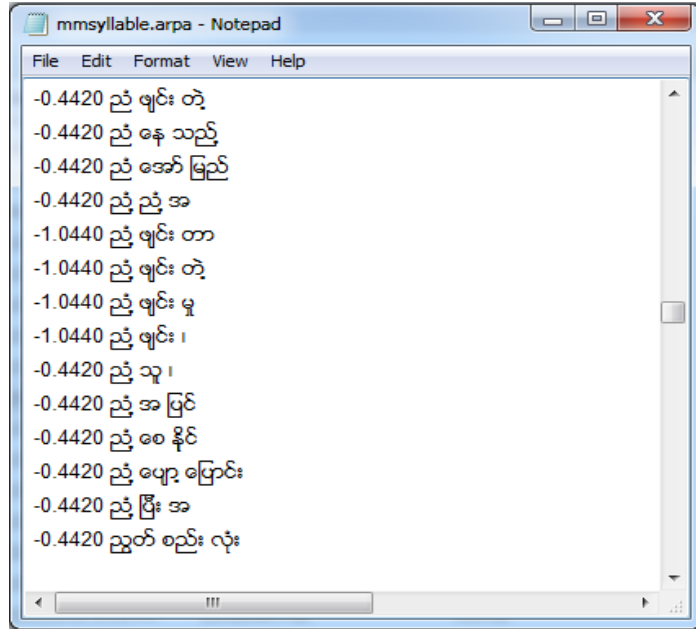 mmsyllable.arpa - Notepad
File Edit Format View Help
-0.4420 ညံ ဖျင်း တဲ့
-0.4420 ညံ နေ သည့်
-0.4420 ညံ အော် မြည်
-0.4420 ညံ့ ညံ့ အ
-1.0440 ညံ့ ဖျင်း တာ
-1.0440 ညံ့ ဖျင်း တဲ့
-1.0440 ညံ့ ဖျင်း မှု
-1.0440 ညံ့ ဖျင်း ၊
-0.4420 ညံ့ သူ ၊
-0.4420 ညံ့ အ ပြင်
-0.4420 ညံ့ စေ နိုင်
-0.4420 ညံ့ ပျော့ ပြောင်း
-0.4420 ညံ့ ပြီး အ
-0.4420 ညွတ် စည်း လုံး